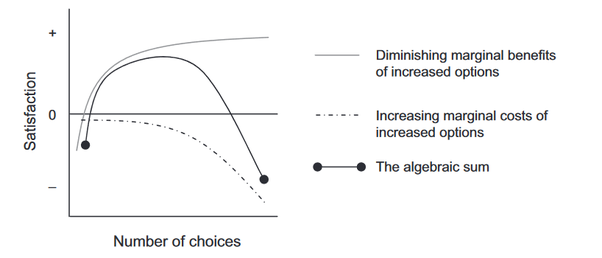 +
0
–
Satisfaction
Number of choices
Diminishing marginal benefits
of increased options
Increasing marginal costs of
increased options
The algebraic sum